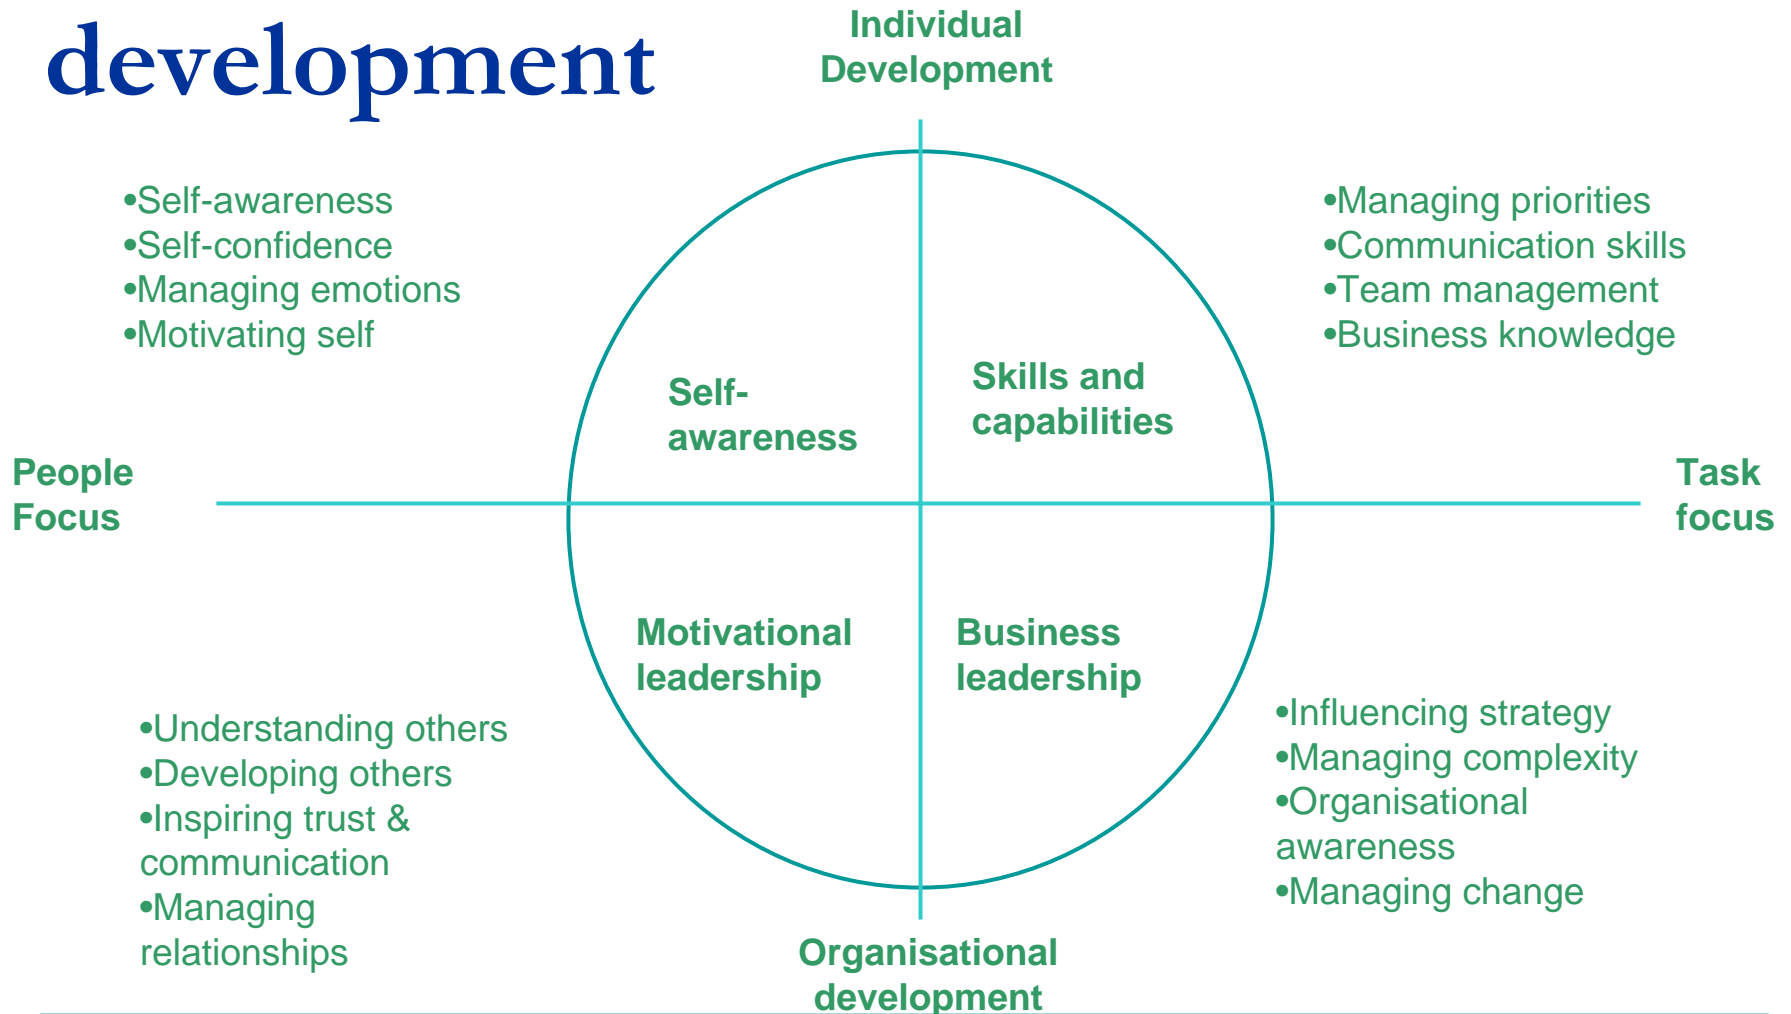 development
Individual
Development
•Self-awareness
•Self-confidence
•Managing emotions
•Motivating self
•Managing priorities
•Communication skills
•Team management
•Business knowledge
Self-
awareness
Skills and
capabilities
People
Focus
Task
focus
Motivational
leadership
Business
leadership
•Understanding others
•Developing others
•Inspiring trust &
communication
•Managing
relationships
•Influencing strategy
•Managing complexity
•Organisational
awareness
•Managing change
Organisational
development